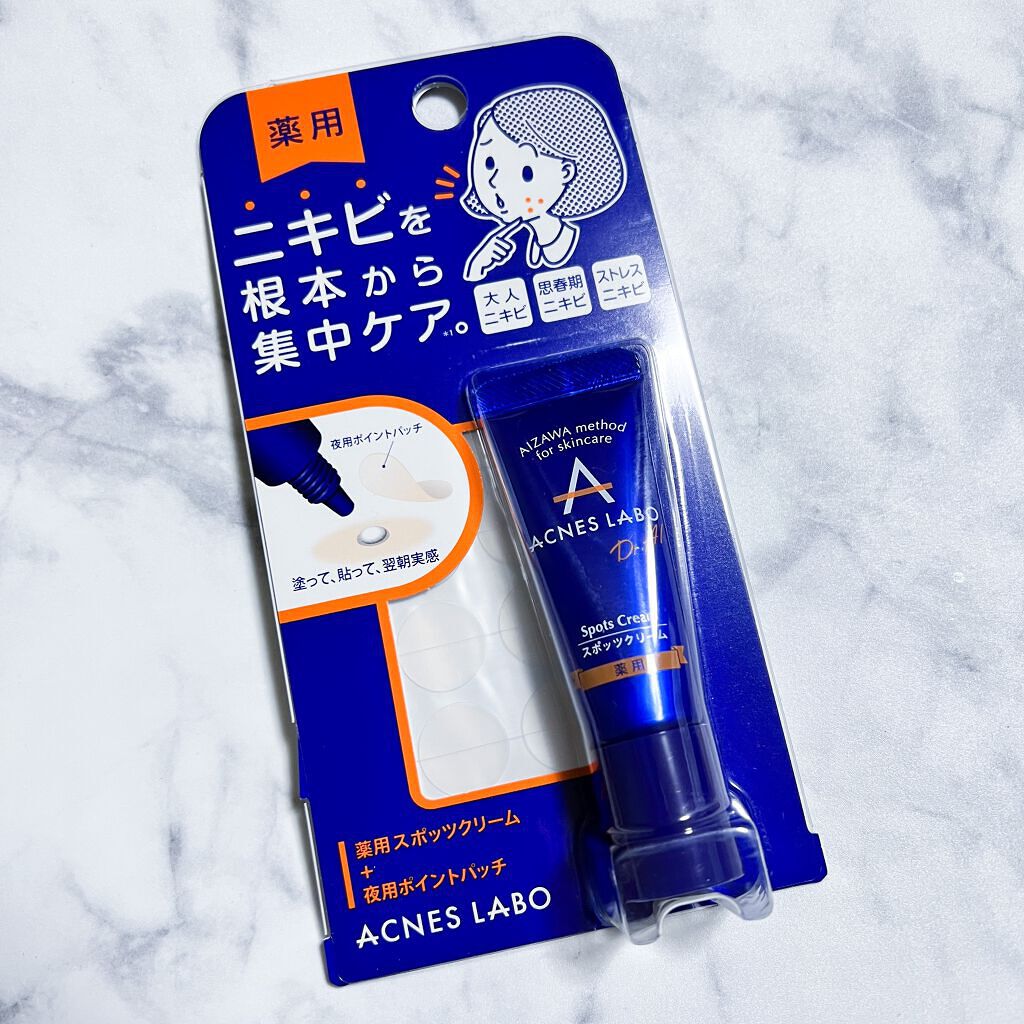 薬用
ニキビを
根本から
集中ケア。
*1
大人
ニキビ
思春期
ニキビ
ストレス
ニキビ
夜用ポイントパッチ
塗って、貼って、翌朝実感
AIZAWA method
for skincare
A
ACNES LABO
Spots Cream
スポッツクリーム
薬用
薬用スポッツクリーム
+
夜用ポイントパッチ
ACNES LABO